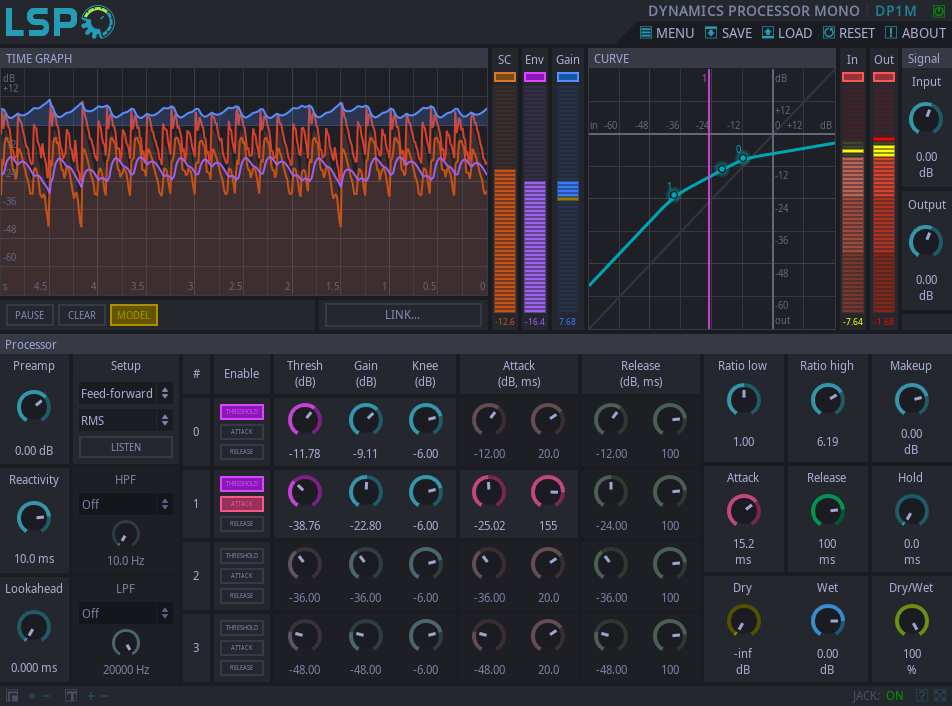 LSP
DYNAMICS PROCESSOR MONO DP1M
MENU SAVE LOAD RESET ABOUT
TIME GRAPH SC Env Gain CURVE In Out Signal
dB
+12
-24
-36
-48
-60
s 4.5 4 3.5 3 2.5 2 1.5 1 0.5 0
-12.6 -16.4 7.68
1 dB
+12
in -60 -48 -36 -24 -12 0 +12 dB
0
1
-12
-24
-36
-48
-60
out
-7.64 -1.68
Input
0.00
dB
Output
0.00
dB
PAUSE CLEAR MODEL LINK...
Processor
Preamp
0.00 dB
Reactivity
10.0 ms
Lookahead
0.000 ms
Setup
Feed-forward
RMS
LISTEN
HPF
Off
10.0 Hz
LPF
Off
20000 Hz
# Enable Thresh (dB) Gain (dB) Knee (dB) Attack (dB, ms) Release (dB, ms)
0 THRESHOLD ATTACK RELEASE -11.78 -9.11 -6.00 -12.00 20.0 -12.00 100
1 THRESHOLD ATTACK RELEASE -38.76 -22.80 -6.00 -25.02 155 -24.00 100
2 THRESHOLD ATTACK RELEASE -36.00 -36.00 -6.00 -36.00 20.0 -36.00 100
3 THRESHOLD ATTACK RELEASE -48.00 -48.00 -6.00 -48.00 20.0 -48.00 100
Ratio low Ratio high Makeup
1.00 6.19 0.00
dB
Attack Release Hold
15.2 100 0.0
ms ms ms
Dry Wet Dry/Wet
-inf 0.00 100
dB dB %
T JACK: ON ?